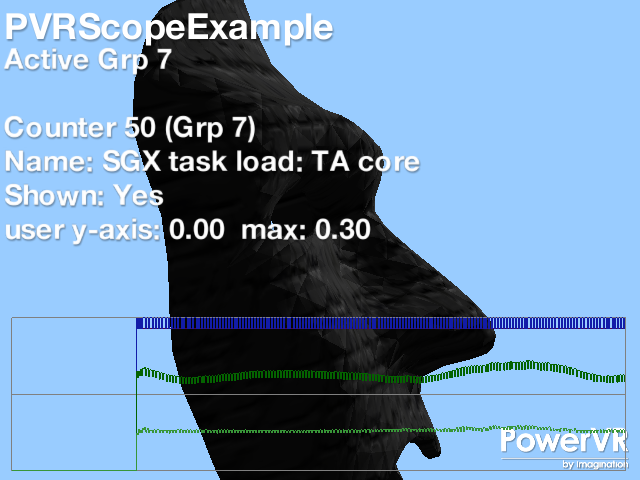 PVRScopeExample
Active Grp 7
Counter 50 (Grp 7)
Name: SGX task load: TA core
Shown: Yes
user y-axis: 0.00  max: 0.30
PowerVR
by Imagination